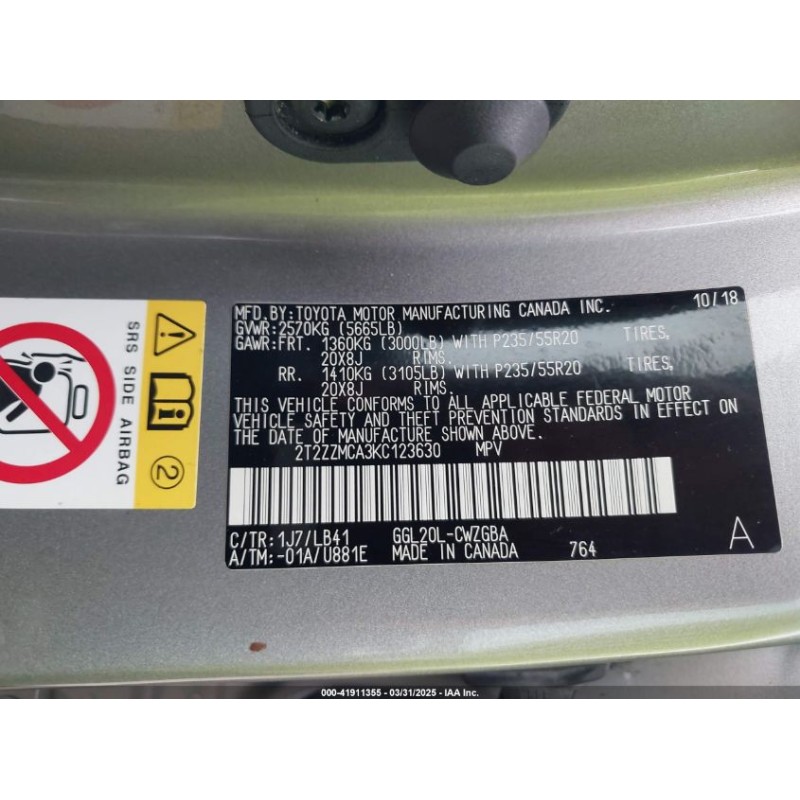 MFD.BY:TOYOTA MOTOR MANUFACTURING CANADA INC. 10/18
GVWR:2570KG (5665LB)
GAWR:FRT. 1360KG (3000LB) WITH P235/55R20 TIRES,
20X8J RIMS.
RR. 1410KG (3105LB) WITH P235/55R20 TIRES,
20X8J RIMS.
THIS VEHICLE CONFORMS TO ALL APPLICABLE FEDERAL MOTOR
VEHICLE SAFETY AND THEFT PREVENTION STANDARDS IN EFFECT ON
THE DATE OF MANUFACTURE SHOWN ABOVE.
2T2ZZMCA3KC123630 MPV
C/TR:1J7/LB41 GGL20L-CWZGBA
A/TM:-01A/U881E MADE IN CANADA 764 A
SRS SIDE AIRBAG
2
000-41911355 - 03/31/2025 - IAA Inc.